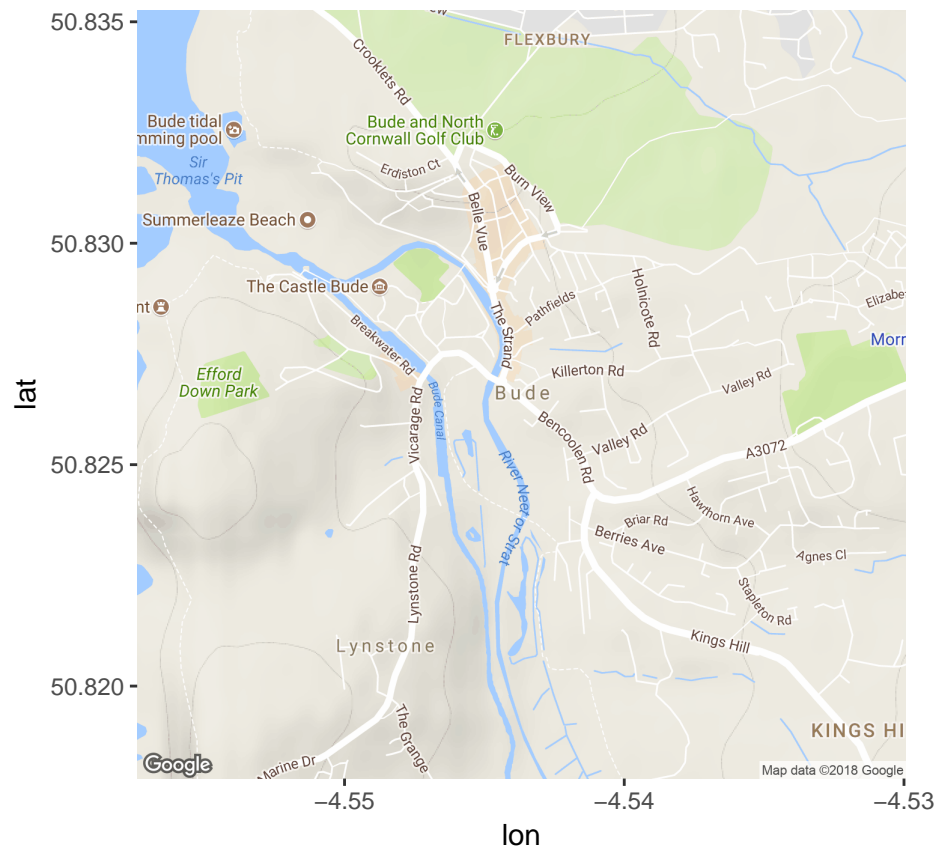 50.835
50.830
50.825
50.820
lat
FLEXBURY
Crooklets Rd
Bude tidal
mming pool
Bude and North
Cornwall Golf Club
Sir
Thomas's Pit
Erdiston Ct
Burn View
Belle Vue
Summerleaze Beach
The Castle Bude
nt
Holnicote Rd
Elizabe
Pathfields
The Strand
Morr
Breakwater Rd
Efford
Down Park
Killerton Rd
Valley Rd
Bude
Bude Canal
Vicarage Rd
Bencoolen Rd
Valley Rd
A3072
River Neet or Strat
Hawthorn Ave
Briar Rd
Berries Ave
Agnes Cl
Lynstone Rd
Stapleton Rd
Kings Hill
Lynstone
The Grange
KINGS HI
Marine Dr
Google
Map data ©2018 Google
−4.55
−4.54
−4.53
lon